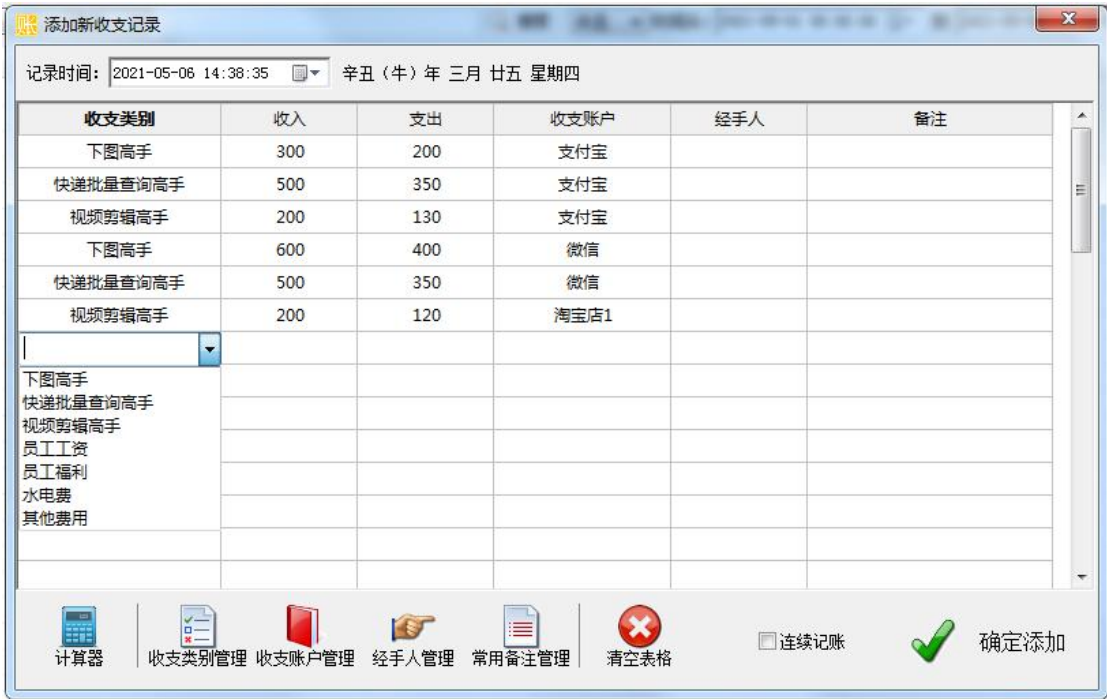 账 添加新收支记录
记录时间: 2021-05-06 14:38:35 辛丑（牛）年 三月 廿五 星期四
收支类别 收入 支出 收支账户 经手人 备注
下图高手 300 200 支付宝
快递批量查询高手 500 350 支付宝
视频剪辑高手 200 130 支付宝
下图高手 600 400 微信
快递批量查询高手 500 350 微信
视频剪辑高手 200 120 淘宝店1
下图高手
快递批量查询高手
视频剪辑高手
员工工资
员工福利
水电费
其他费用
计算器 收支类别管理 收支账户管理 经手人管理 常用备注管理 清空表格 连续记账 确定添加